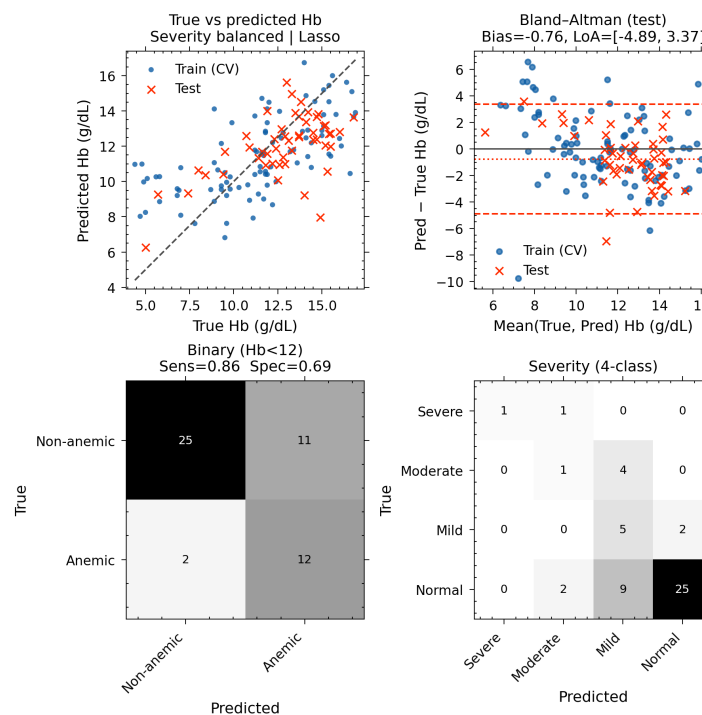 True vs predicted Hb
Severity balanced | Lasso
Predicted Hb (g/dL)
16
14
12
10
8
6
4
Train (CV)
Test
5.0
7.5
10.0
12.5
15.0
True Hb (g/dL)
Bland–Altman (test)
Bias=-0.76, LoA=[-4.89, 3.37]
Pred − True Hb (g/dL)
6
4
2
0
−2
−4
−6
−8
−10
Train (CV)
Test
6
8
10
12
14
Mean(True, Pred) Hb (g/dL)
Binary (Hb<12)
Sens=0.86 Spec=0.69
True
Non-anemic
25
11
Anemic
2
12
Non-anemic
Anemic
Predicted
Severity (4-class)
True
Severe
1
1
0
0
Moderate
0
1
4
0
Mild
0
0
5
2
Normal
0
2
9
25
Severe
Moderate
Mild
Normal
Predicted